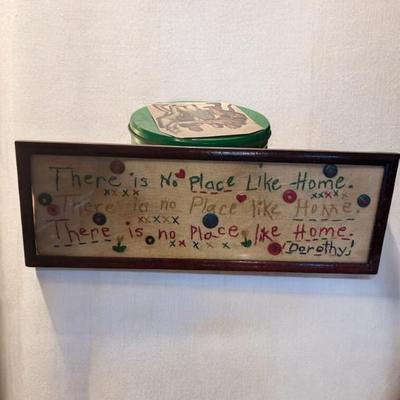 There is No Place Like Home.
There is no Place like Home.
There is no Place like Home.
'Dorothy'